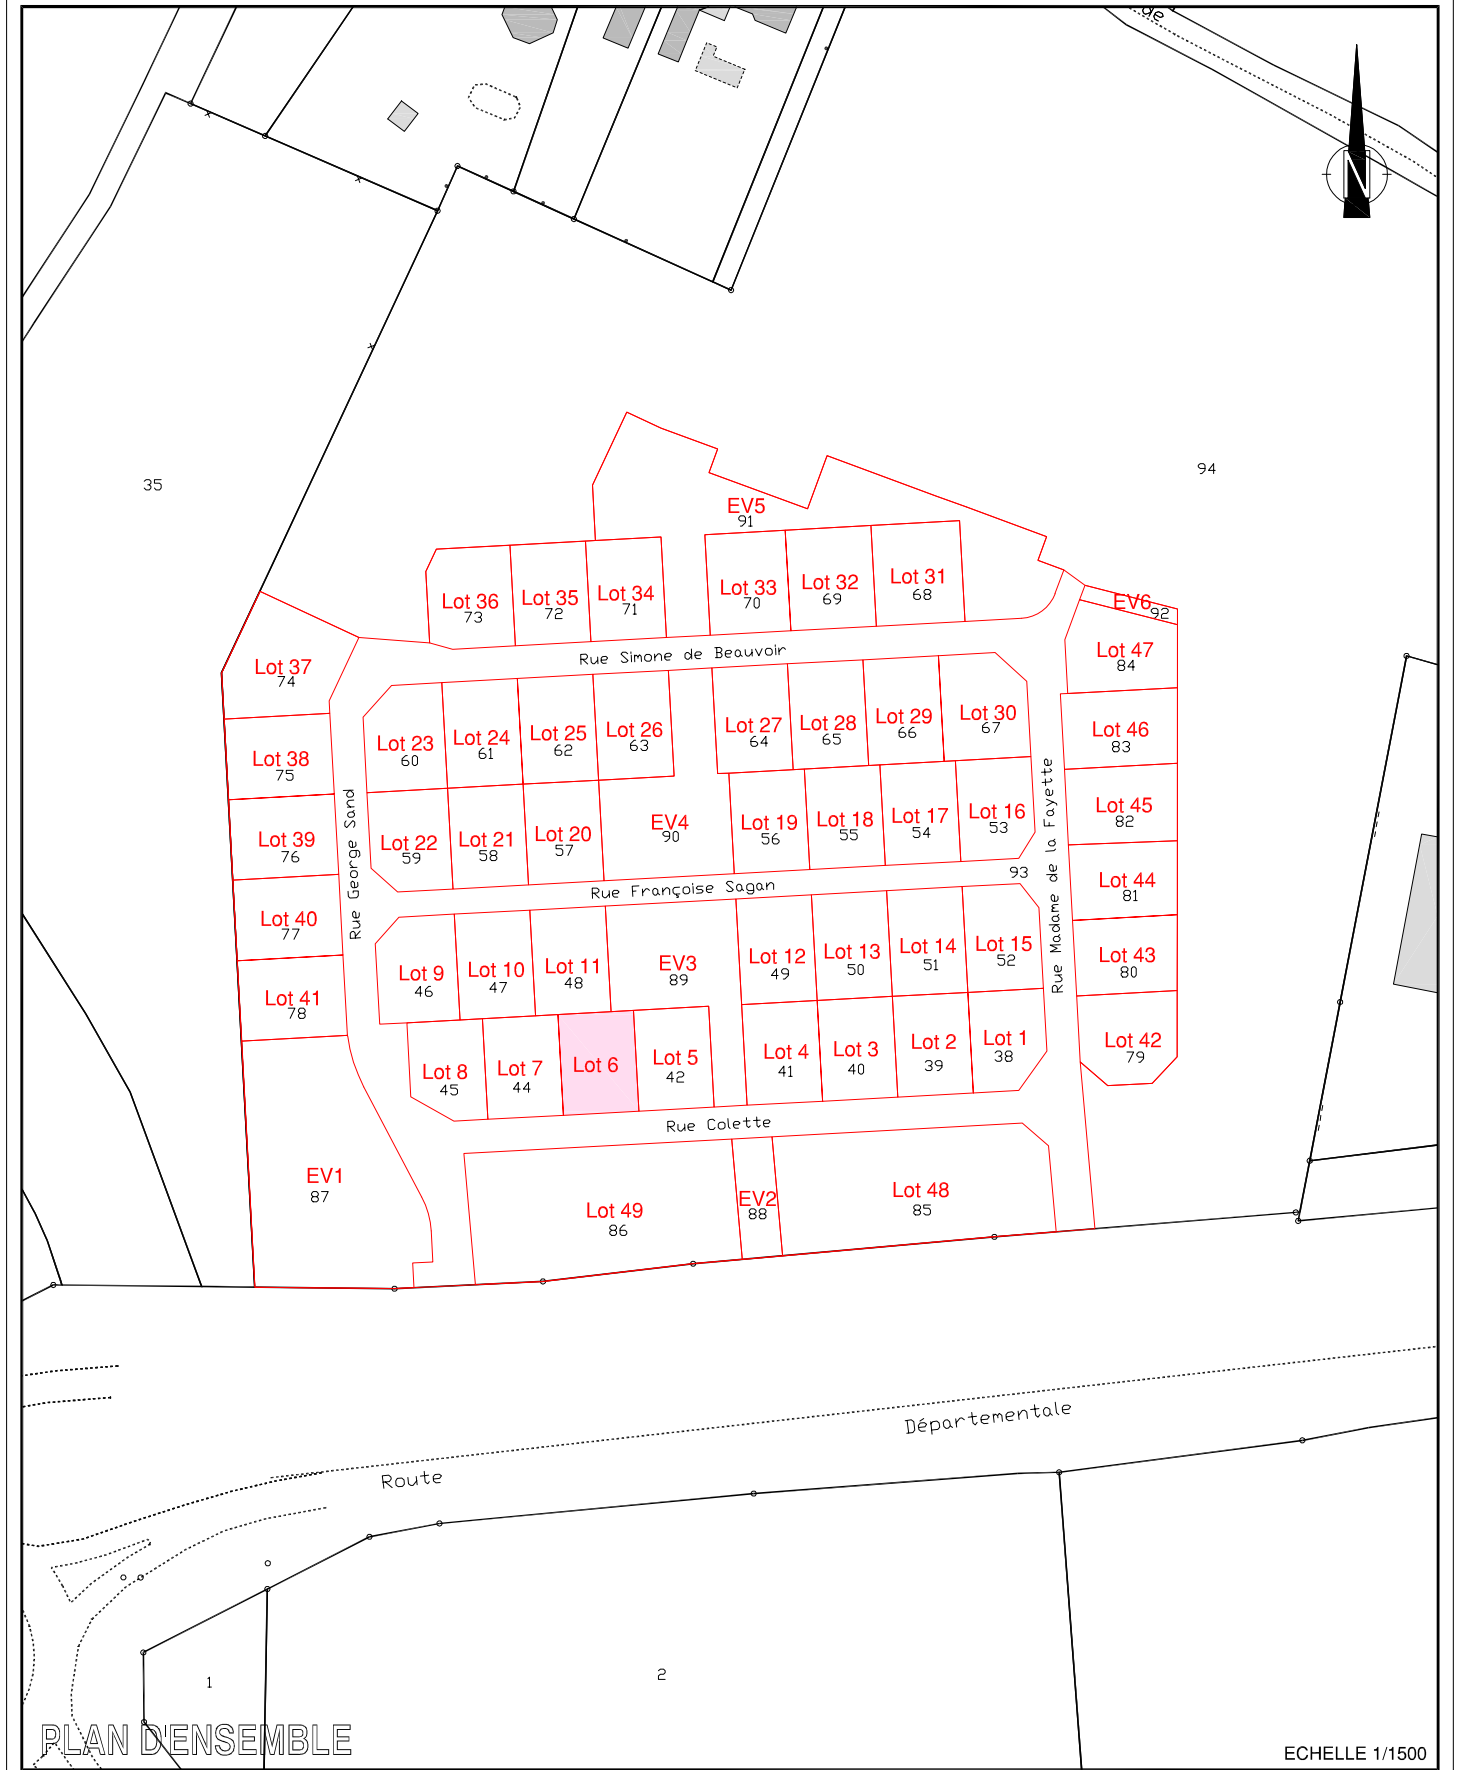 de
N
35
94
EV5
91
Lot 36
73
Lot 35
72
Lot 34
71
Lot 33
70
Lot 32
69
Lot 31
68
EV6
92
Lot 37
74
Rue Simone de Beauvoir
Lot 47
84
Lot 23
60
Lot 24
61
Lot 25
62
Lot 26
63
Lot 27
64
Lot 28
65
Lot 29
66
Lot 30
67
Lot 46
83
Lot 38
75
Rue George Sand
Rue Madame de la Fayette
Lot 22
59
Lot 21
58
Lot 20
57
EV4
90
Lot 19
56
Lot 18
55
Lot 17
54
Lot 16
53
Lot 45
82
Lot 39
76
Rue Françoise Sagan
93
Lot 44
81
Lot 40
77
Lot 9
46
Lot 10
47
Lot 11
48
EV3
89
Lot 12
49
Lot 13
50
Lot 14
51
Lot 15
52
Lot 43
80
Lot 41
78
Lot 8
45
Lot 7
44
Lot 6
Lot 5
42
Lot 4
41
Lot 3
40
Lot 2
39
Lot 1
38
Lot 42
79
Rue Colette
EV1
87
Lot 49
86
EV2
88
Lot 48
85
Route Départementale
1
2
PLAN D'ENSEMBLE
ECHELLE 1/1500